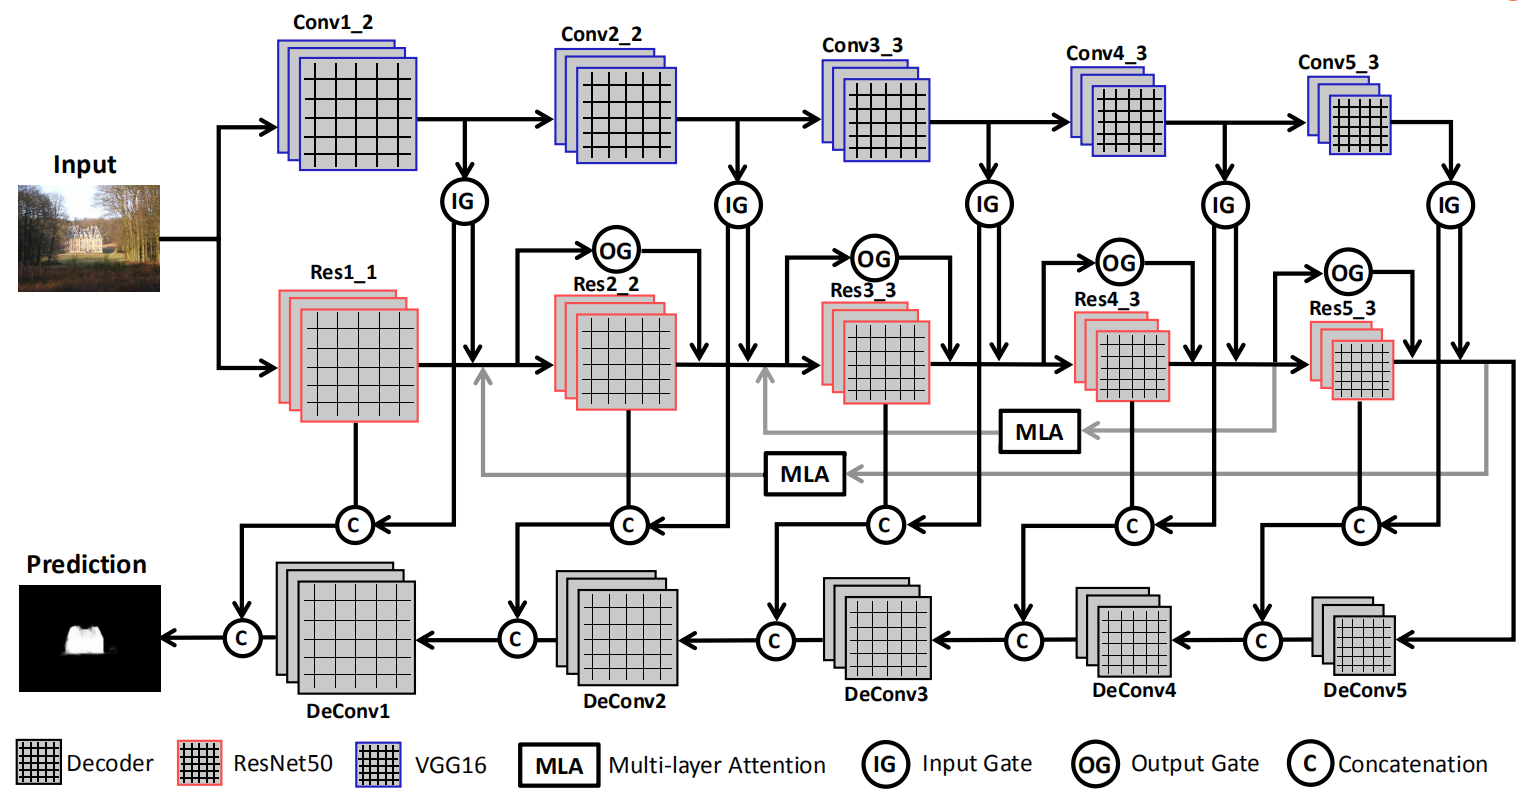 Conv1_2
Conv2_2
Conv3_3
Conv4_3
Conv5_3
Input
IG
IG
IG
IG
IG
OG
OG
OG
OG
Res1_1
Res2_2
Res3_3
Res4_3
Res5_3
MLA
MLA
C
C
C
C
C
Prediction
C
C
C
C
C
DeConv1
DeConv2
DeConv3
DeConv4
DeConv5
Decoder
ResNet50
VGG16
MLA Multi-layer Attention
IG Input Gate
OG Output Gate
C Concatenation